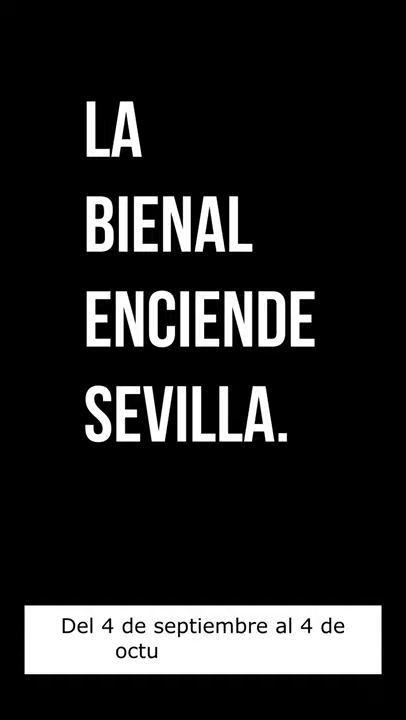 LA
BIENAL
ENCIENDE
SEVILLA.
Del 4 de septiembre al 4 de
octu